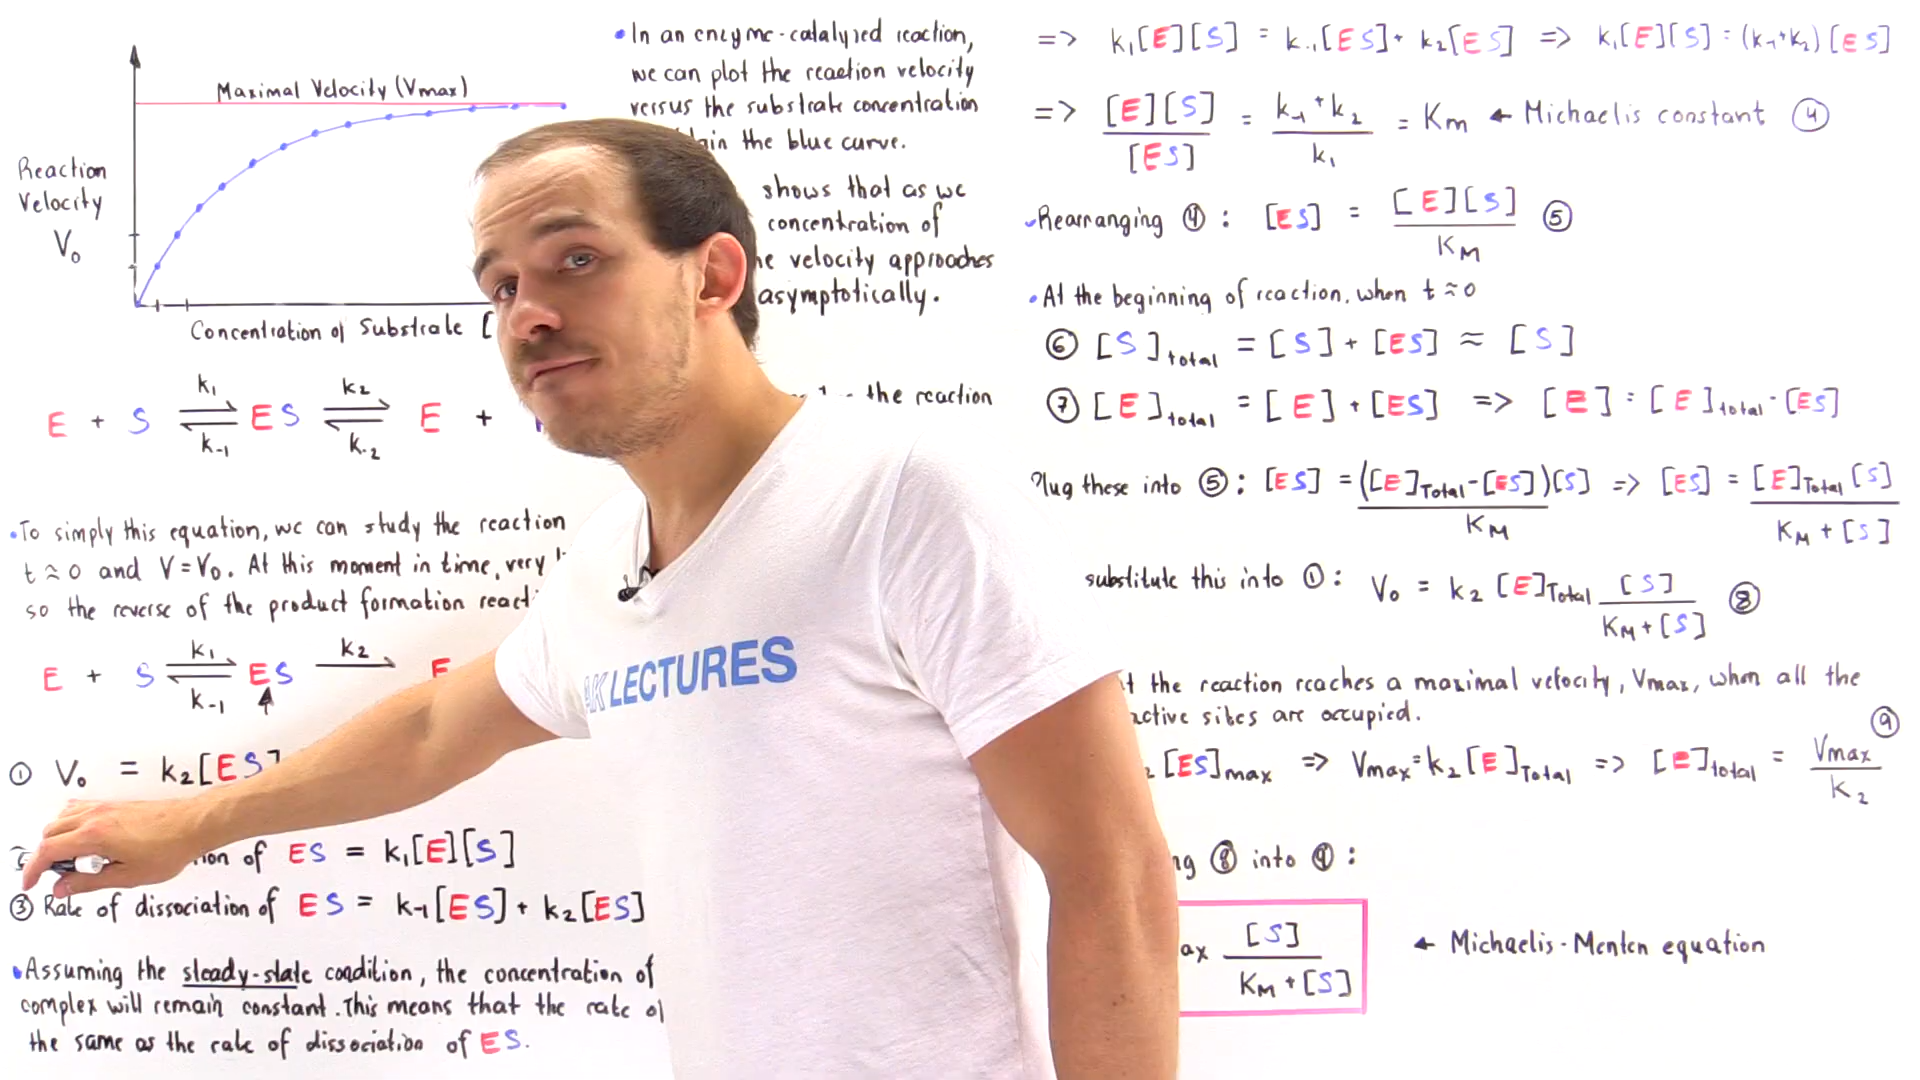 Maximal Velocity (Vmax)
Reaction
Velocity
V₀
Concentration of Substrate [
E + S ⇌ ES ⇌ E +
k₁ k₂
k₋₁ k₋₂
• To simply this equation, we can study the reaction
t ≈ 0 and V = V₀. At this moment in time, very
so the reverse of the product formation
E + S ⇌ ES → E
k₁ k₂
k₋₁
① V₀ = k₂[ES]
of ES = k₁[E][S]
③ Rate of dissociation of ES = k₋₁[ES] + k₂[ES]
• Assuming the steady-state condition, the concentration of
complex will remain constant. This means that the rate of
the same as the rate of dissociation of ES.
• In an enzyme-catalyzed reaction,
we can plot the reaction velocity
versus the substrate concentration
the blue curve.
shows that as we
concentration of
velocity approaches
asymptotically.
the reaction
LECTURES
=> k₁[E][S] = k₋₁[ES] + k₂[ES] => k₁[E][S] = (k₋₁+k₂)[ES]
=> [E][S] / [ES] = k₋₁+k₂ / k₁ = Km ← Michaelis constant ④
• Rearranging ④ : [ES] = [E][S] / KM ⑤
• At the beginning of reaction, when t ≈ 0
⑥ [S]total = [S] + [ES] ≈ [S]
⑦ [E]total = [E] + [ES] => [E] = [E]total - [ES]
Plug these into ⑤ : [ES] = ([E]Total - [ES])[S] / KM => [ES] = [E]Total [S] / KM + [S]
substitute this into ① : V₀ = k₂ [E]Total [S] / KM + [S] ⑧
the reaction reaches a maximal velocity, Vmax, when all the
active sites are occupied.
[ES]max => Vmax = k₂[E]Total => [E]total = Vmax / k₂ ⑨
⑧ into ⑨ :
ax [S] / KM + [S] ← Michaelis-Menten equation